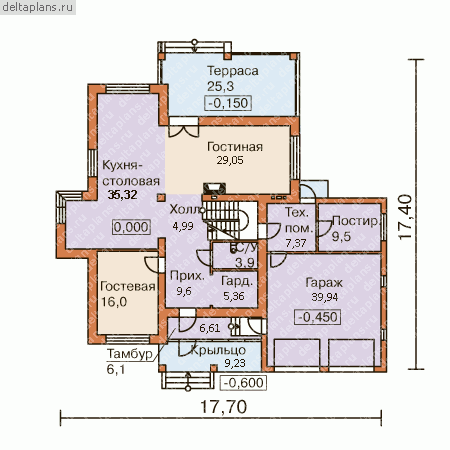 deltaplans.ru
Терраса
25,3
-0,150
Гостиная
29,05
Кухня-
столовая
35,32
0,000
Холл
4,99
Тех.
пом.
7,37
Постир.
9,5
С/У
3,9
Гостевая
16,0
Прих.
9,6
Гард.
5,36
Гараж
39,94
-0,450
6,61
Тамбур
6,1
Крыльцо
9,23
-0,600
17,70
17,40